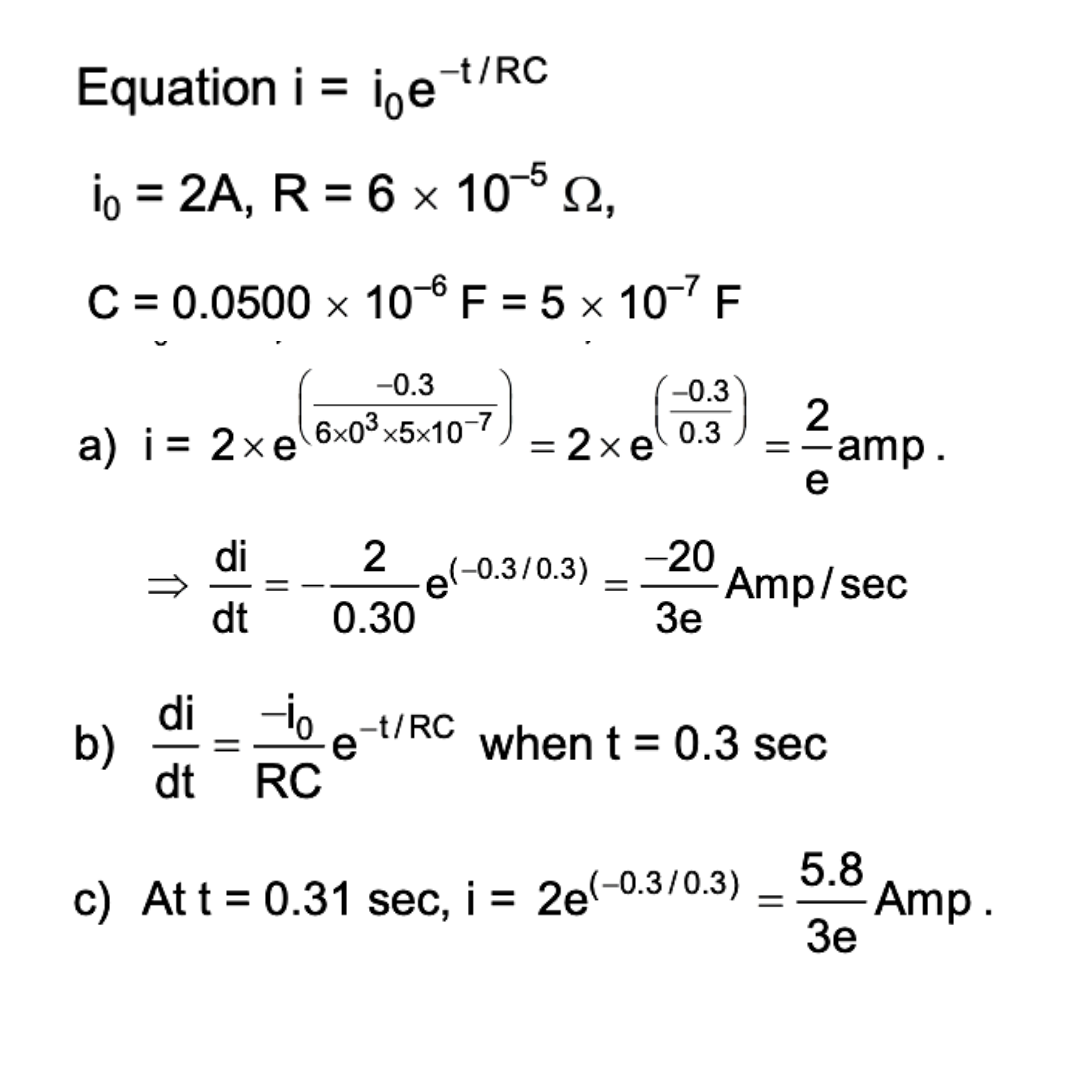 Equation i = i₀e^(–t/RC)
i₀ = 2A, R = 6 × 10⁻⁵ Ω,
C = 0.0500 × 10⁻⁶ F = 5 × 10⁻⁷ F
a) i = 2×e^(–0.3/(6×0³×5×10⁻⁷)) = 2×e^(–0.3/0.3) = 2/e amp.
⇒ di/dt = –2/0.30 e^(–0.3/0.3) = –20/3e Amp/sec
b) di/dt = –i₀/RC e^(–t/RC) when t = 0.3 sec
c) At t = 0.31 sec, i = 2e^(–0.3/0.3) = 5.8/3e Amp.